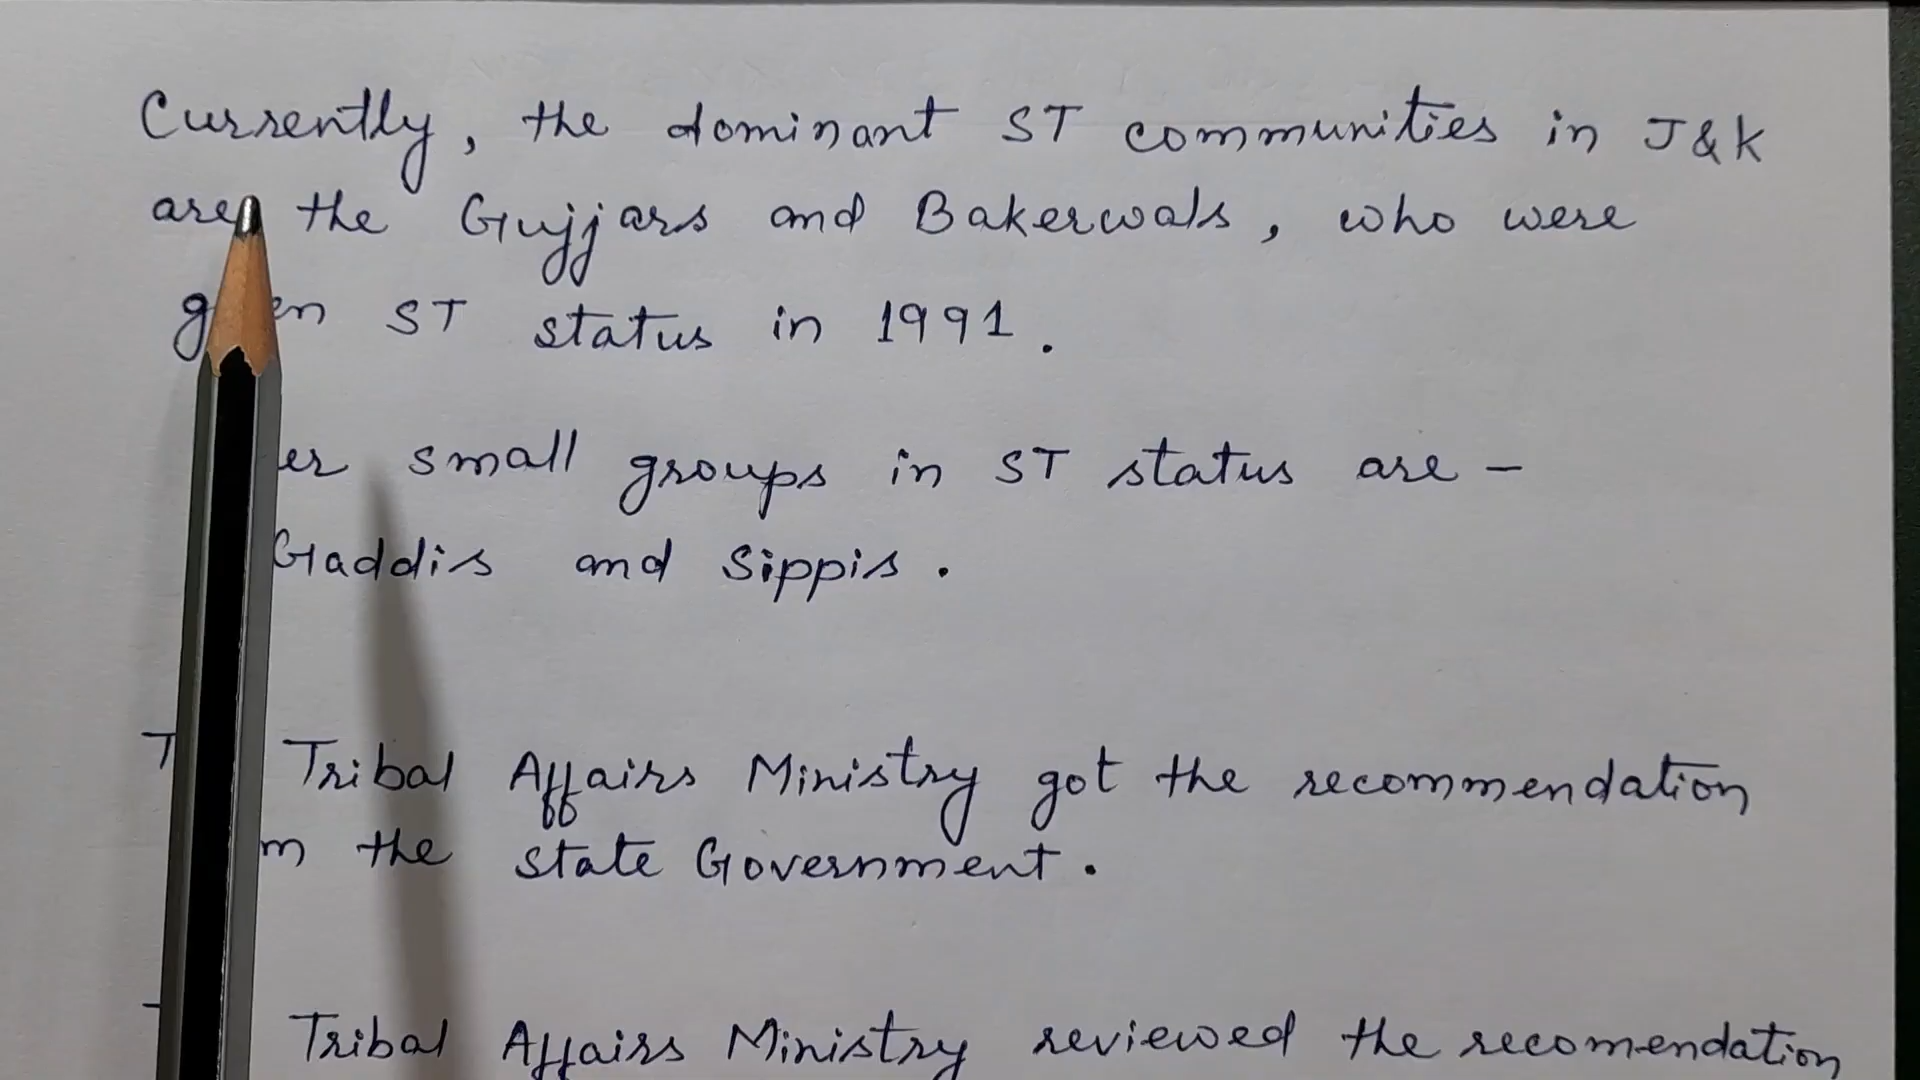 Currently, the dominant ST communities in J&K
are the Gujjars and Bakerwals, who were
ST status in 1991.
small groups in ST status are -
Gaddis and Sippis.
Tribal Affairs Ministry got the recommendation
the state Government.
Tribal Affairs Ministry reviewed the recomendation